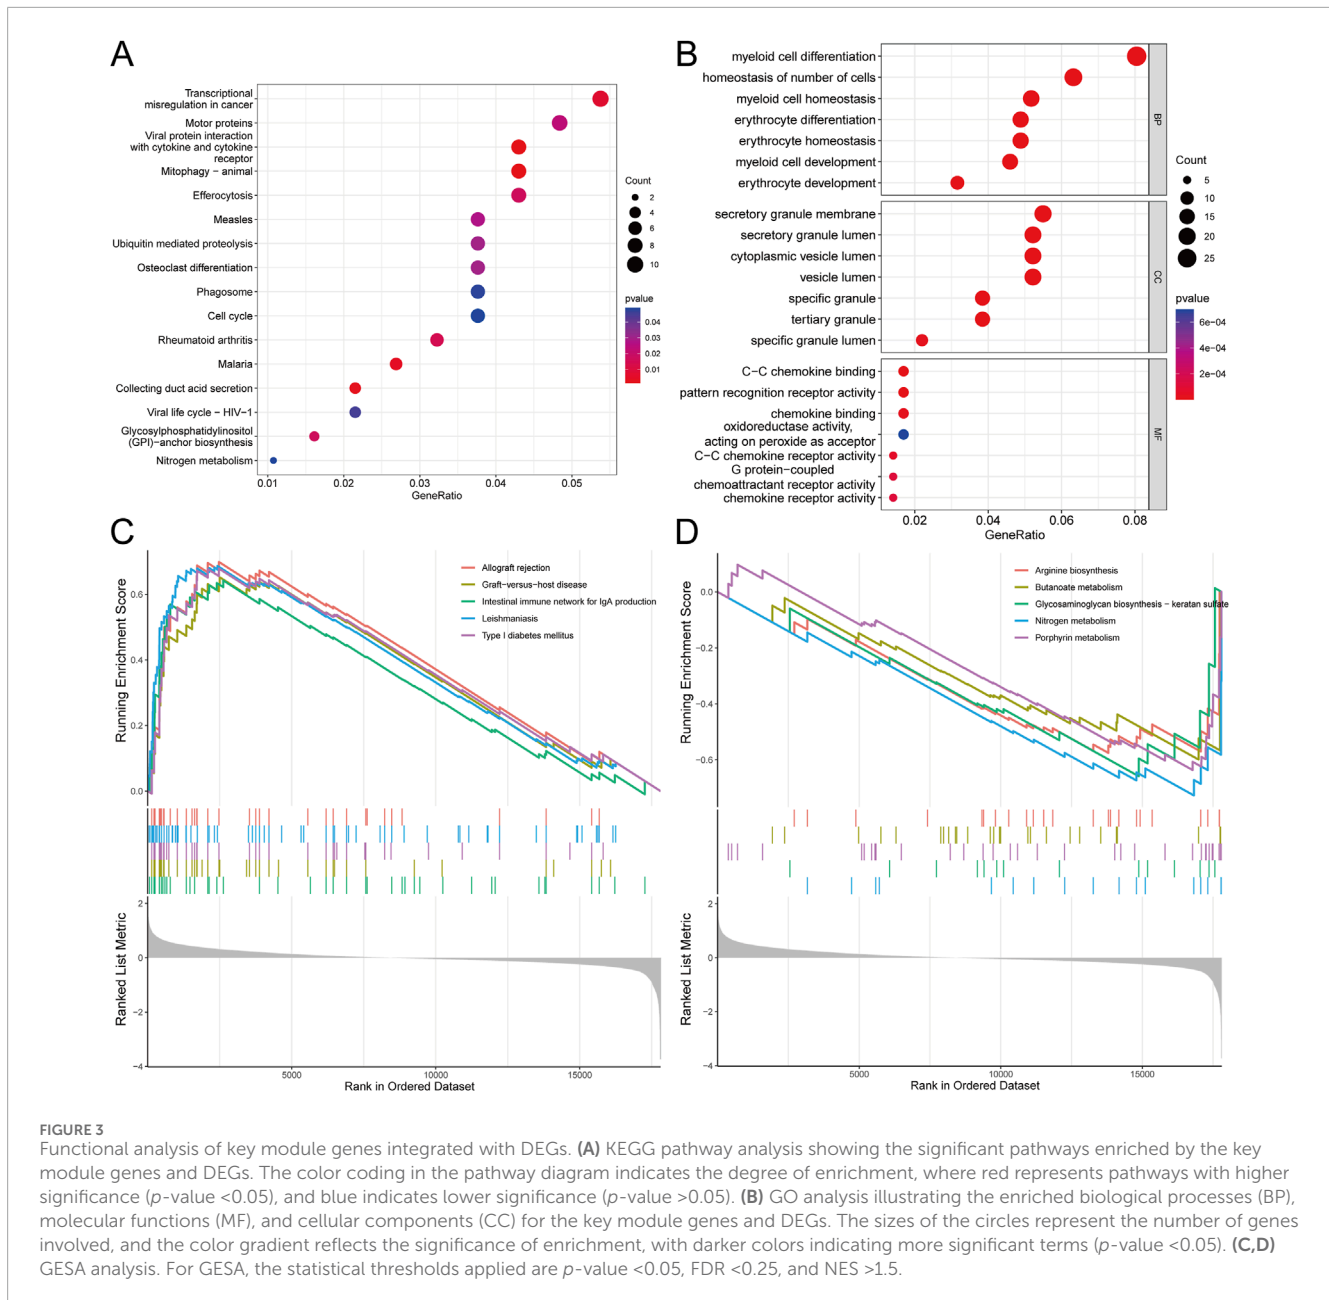 A
Transcriptional
misregulation in cancer
Motor proteins
Viral protein interaction
with cytokine and cytokine
receptor
Mitophagy − animal
Efferocytosis
Measles
Ubiquitin mediated proteolysis
Osteoclast differentiation
Phagosome
Cell cycle
Rheumatoid arthritis
Malaria
Collecting duct acid secretion
Viral life cycle − HIV−1
Glycosylphosphatidylinositol
(GPI)−anchor biosynthesis
Nitrogen metabolism
0.01 0.02 0.03 0.04 0.05
GeneRatio
Count
2
4
6
8
10
pvalue
0.04
0.03
0.02
0.01
B
myeloid cell differentiation
homeostasis of number of cells
myeloid cell homeostasis
erythrocyte differentiation
erythrocyte homeostasis
myeloid cell development
erythrocyte development
BP
secretory granule membrane
secretory granule lumen
cytoplasmic vesicle lumen
vesicle lumen
specific granule
tertiary granule
specific granule lumen
CC
C−C chemokine binding
pattern recognition receptor activity
chemokine binding
oxidoreductase activity,
acting on peroxide as acceptor
C−C chemokine receptor activity
G protein−coupled
chemoattractant receptor activity
chemokine receptor activity
MF
0.02 0.04 0.06 0.08
GeneRatio
Count
5
10
15
20
25
pvalue
6e−04
4e−04
2e−04
C
Running Enrichment Score
0.6
0.4
0.2
0.0
Allograft rejection
Graft−versus−host disease
Intestinal immune network for IgA production
Leishmaniasis
Type I diabetes mellitus
Ranked List Metric
2
0
−2
−4
5000 10000 15000
Rank in Ordered Dataset
D
Running Enrichment Score
0.0
−0.2
−0.4
−0.6
Arginine biosynthesis
Butanoate metabolism
Glycosaminoglycan biosynthesis − keratan sulfate
Nitrogen metabolism
Porphyrin metabolism
Ranked List Metric
2
0
−2
−4
5000 10000 15000
Rank in Ordered Dataset
FIGURE 3
Functional analysis of key module genes integrated with DEGs. (A) KEGG pathway analysis showing the significant pathways enriched by the key
module genes and DEGs. The color coding in the pathway diagram indicates the degree of enrichment, where red represents pathways with higher
significance (p-value <0.05), and blue indicates lower significance (p-value >0.05). (B) GO analysis illustrating the enriched biological processes (BP),
molecular functions (MF), and cellular components (CC) for the key module genes and DEGs. The sizes of the circles represent the number of genes
involved, and the color gradient reflects the significance of enrichment, with darker colors indicating more significant terms (p-value <0.05). (C,D)
GESA analysis. For GESA, the statistical thresholds applied are p-value <0.05, FDR <0.25, and NES >1.5.